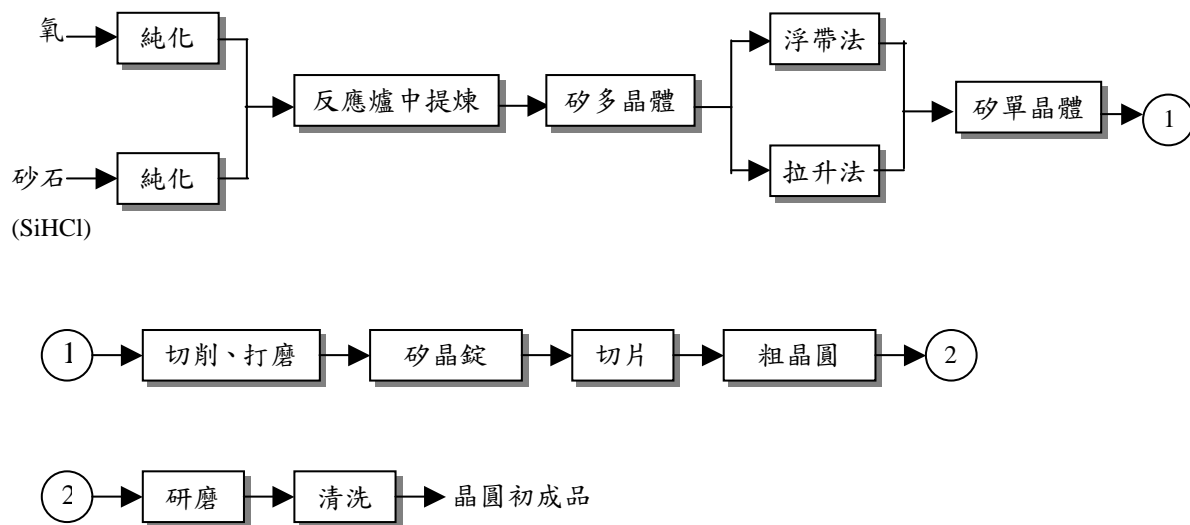 氧 純化 浮帶法
反應爐中提煉 矽多晶體 矽單晶體 1
砂石 純化 拉升法
(SiHCl)
1 切削、打磨 矽晶錠 切片 粗晶圓 2
2 研磨 清洗 晶圓初成品